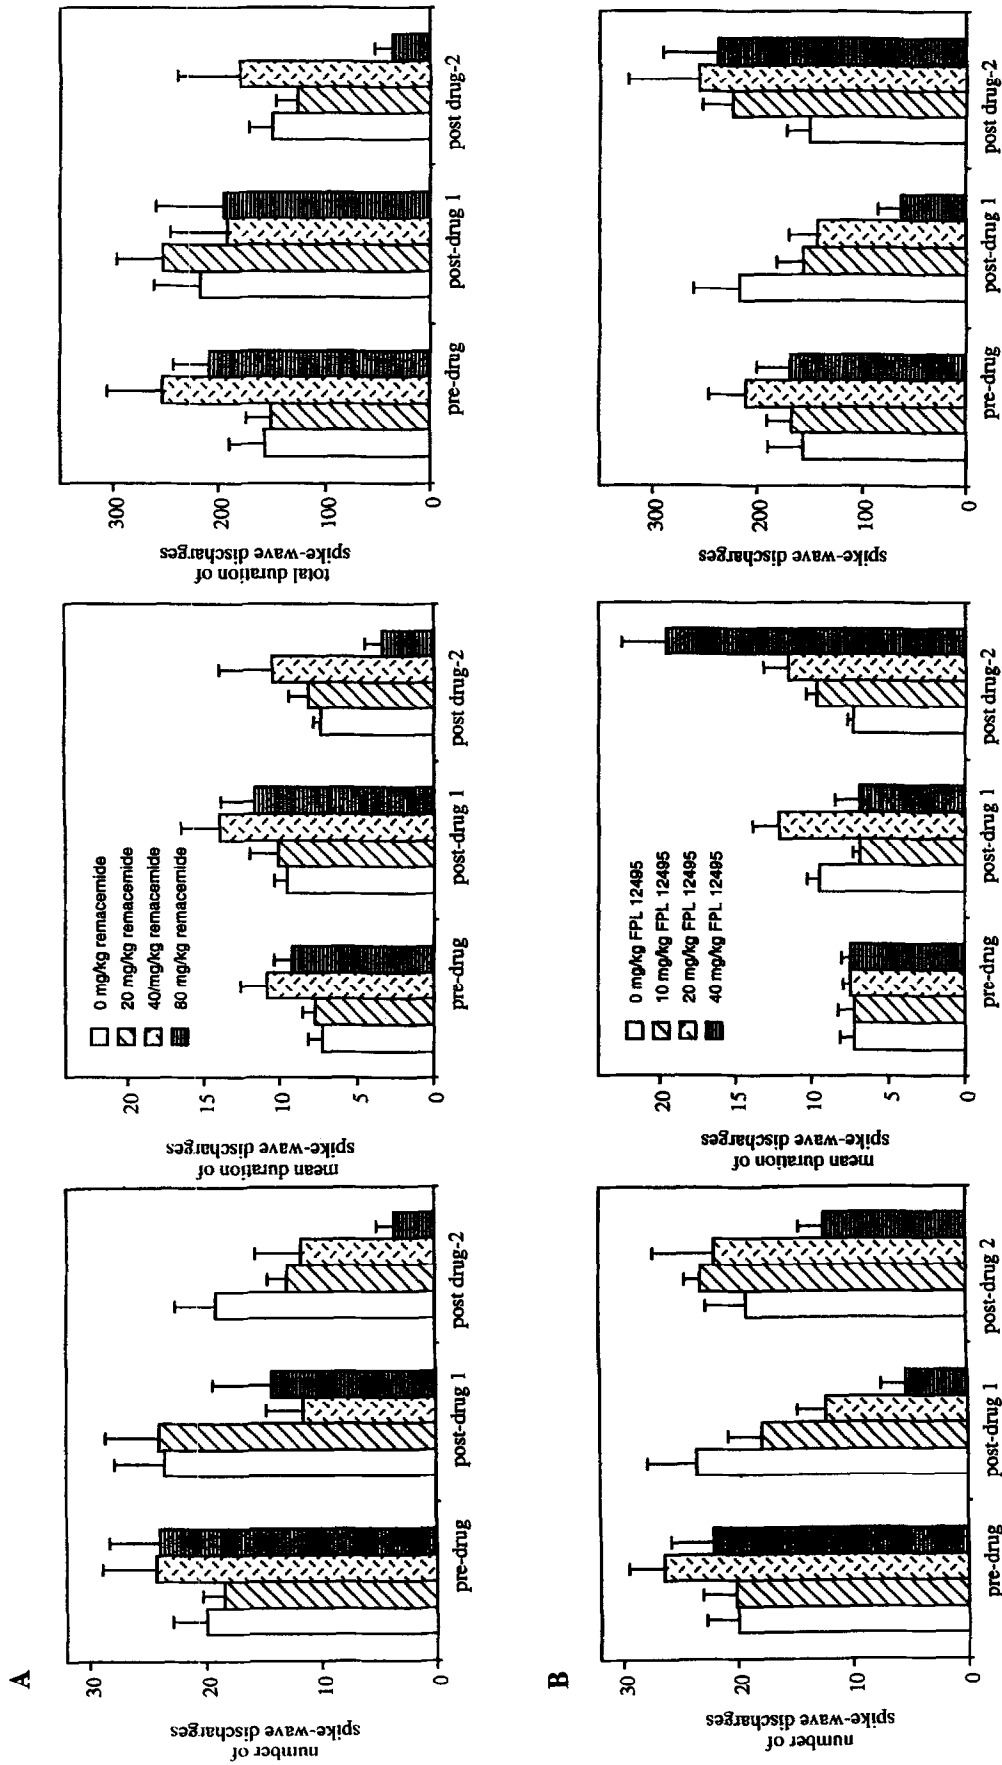 A
number of
spike-wave discharges
30
20
10
0
pre-drug
post-drug 1
post drug-2
mean duration of
spike-wave discharges
20
15
10
5
0
0 mg/kg remacemide
20 mg/kg remacemide
40/mg/kg remacemide
80 mg/kg remacemide
pre-drug
post-drug 1
post drug-2
total duration of
spike-wave discharges
300
200
100
0
pre-drug
post-drug 1
post drug-2
B
number of
spike-wave discharges
30
20
10
0
pre-drug
post-drug 1
post-drug 2
mean duration of
spike-wave discharges
20
15
10
5
0
0 mg/kg FPL 12495
10 mg/kg FPL 12495
20 mg/kg FPL 12495
40 mg/kg FPL 12495
pre-drug
post-drug 1
post drug-2
spike-wave discharges
300
200
100
0
pre-drug
post-drug 1
post drug-2